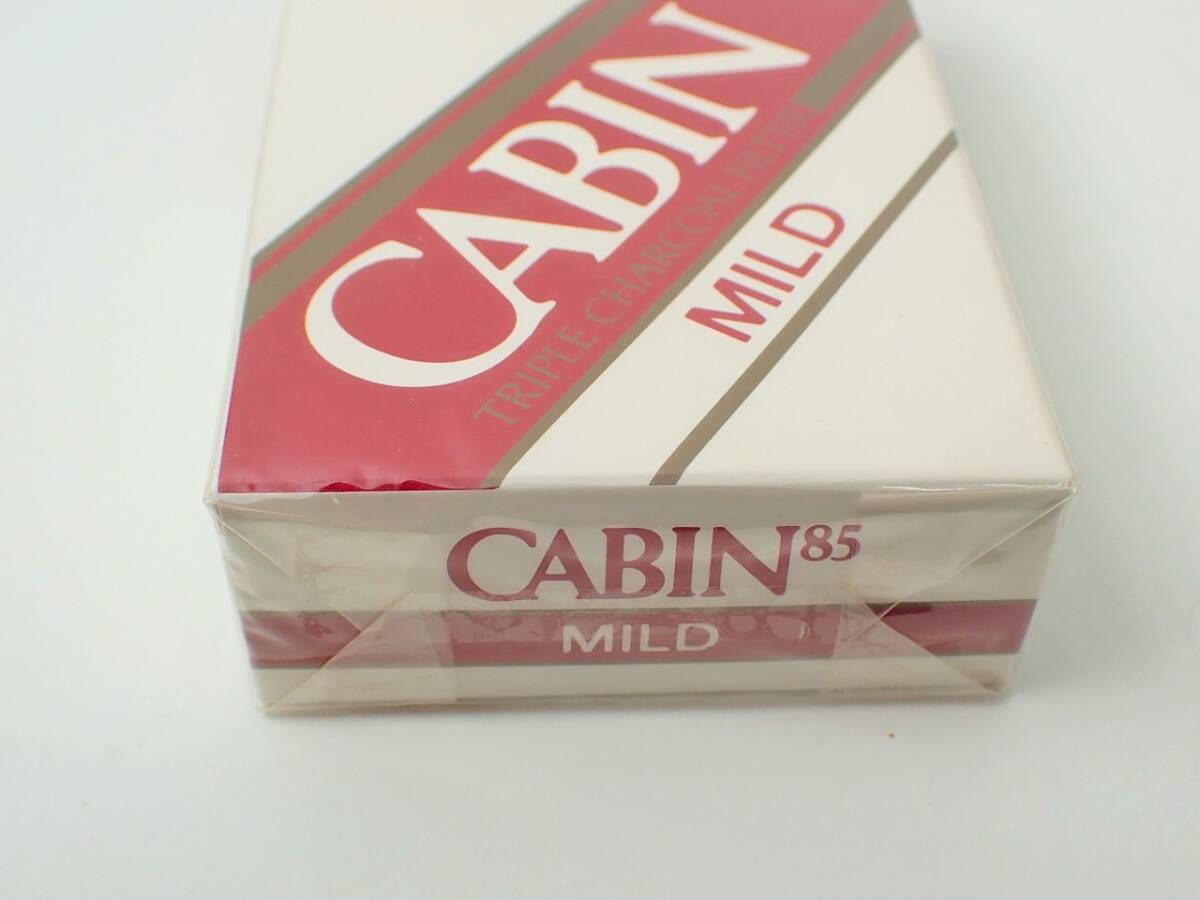 CABIN
TRIPLE CHARCOAL FILTER
MILD
CABIN85
MILD